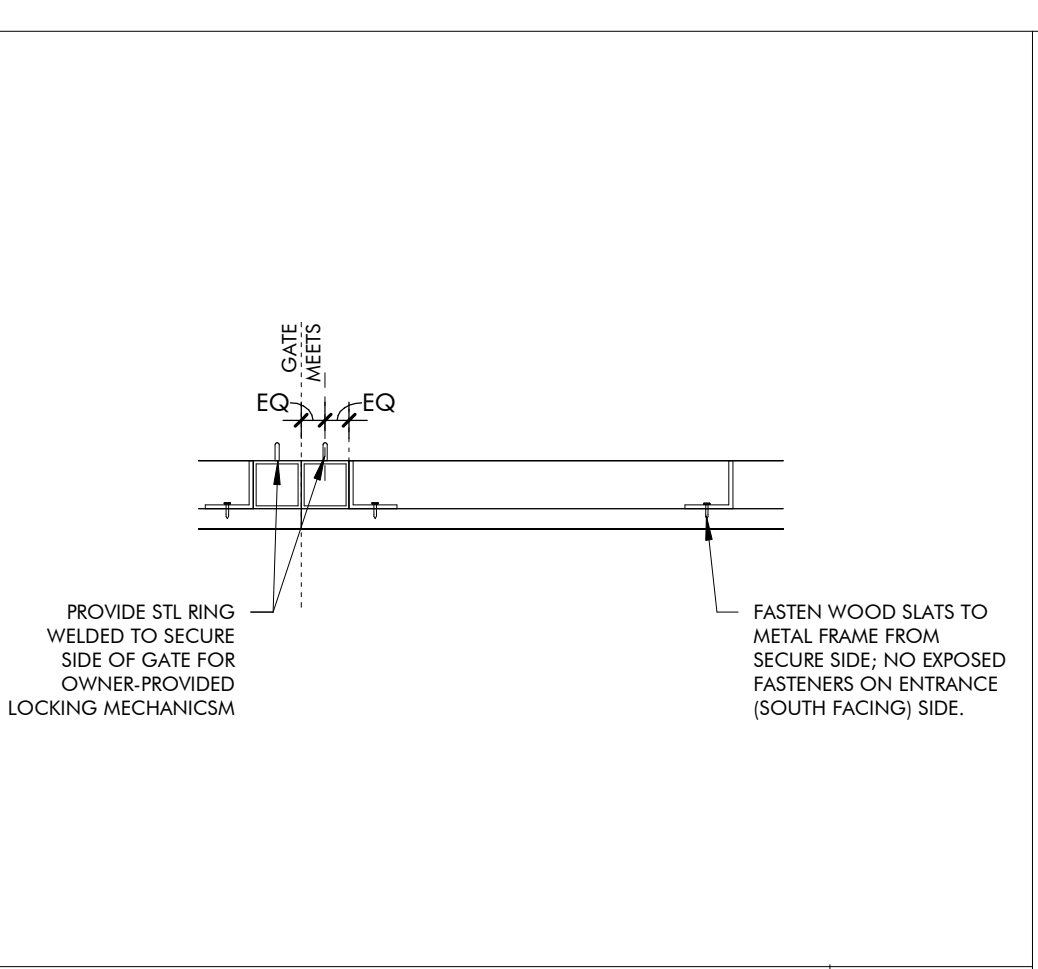 GATE
MEETS
EQ EQ
PROVIDE STL RING
WELDED TO SECURE
SIDE OF GATE FOR
OWNER-PROVIDED
LOCKING MECHANICSM
FASTEN WOOD SLATS TO
METAL FRAME FROM
SECURE SIDE; NO EXPOSED
FASTENERS ON ENTRANCE
(SOUTH FACING) SIDE.